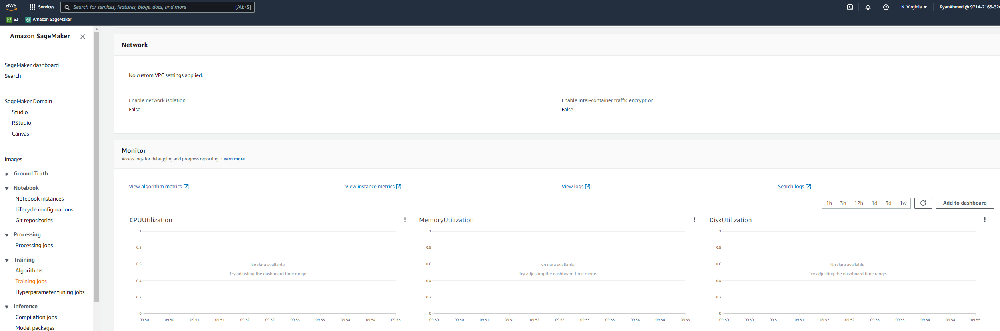 aws
Services
Search for services, features, blogs, docs, and more
[Alt+S]
N. Virginia
RyanAhmed @ 9714-2165-326
S3
Amazon SageMaker
Amazon SageMaker
SageMaker dashboard
Search
SageMaker Domain
Studio
RStudio
Canvas
Images
Ground Truth
Notebook
Notebook instances
Lifecycle configurations
Git repositories
Processing
Processing jobs
Training
Algorithms
Training jobs
Hyperparameter tuning jobs
Inference
Compilation jobs
Model packages
Network
No custom VPC settings applied.
Enable network isolation
False
Enable inter-container traffic encryption
False
Monitor
Access logs for debugging and progress reporting. Learn more
View algorithm metrics
View instance metrics
View logs
Search logs
1h 3h 12h 1d 3d 1w
Add to dashboard
CPUUtilization
1
0.8
0.6
0.4
0.2
0
No data available.
Try adjusting the dashboard time range.
09:50 09:50 09:51 09:51 09:52 09:52 09:53 09:53 09:54 09:54 09:55
MemoryUtilization
1
0.8
0.6
0.4
0.2
0
No data available.
Try adjusting the dashboard time range.
09:50 09:50 09:51 09:51 09:52 09:52 09:53 09:53 09:54 09:54 09:55
DiskUtilization
1
0.8
0.6
0.4
0.2
0
No data available.
Try adjusting the dashboard time range.
09:50 09:50 09:51 09:51 09:52 09:52 09:53 09:53 09:54 09:54 09:55